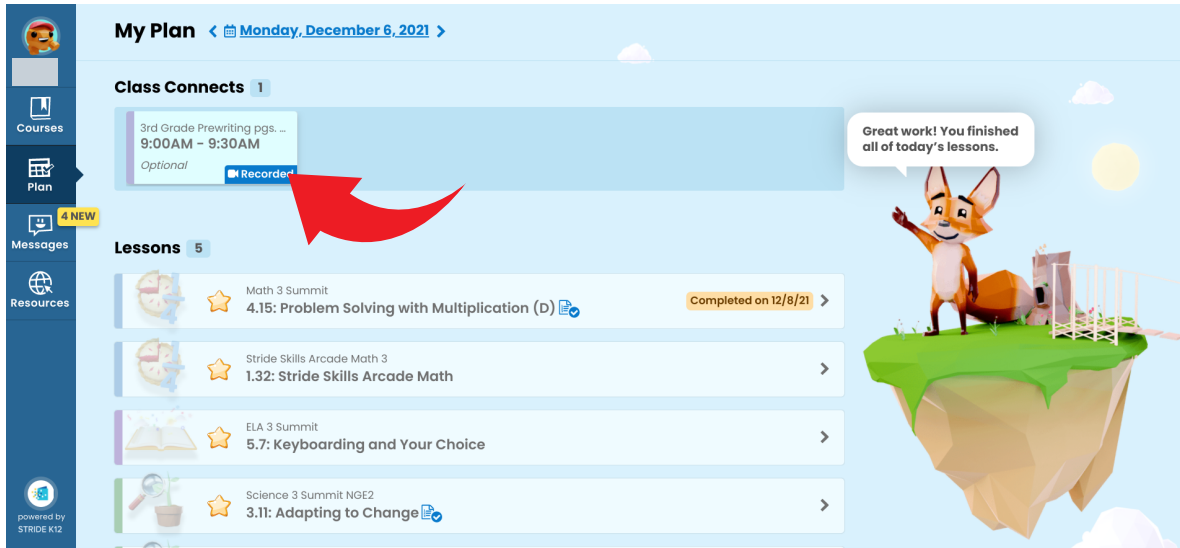 My Plan
Monday, December 6, 2021
Courses
Plan
4 NEW
Messages
Resources
powered by
STRIDE K12
Class Connects 1
3rd Grade Prewriting pgs. ...
9:00AM - 9:30AM
Optional
Recorded
Great work! You finished
all of today's lessons.
Lessons 5
Math 3 Summit
4.15: Problem Solving with Multiplication (D)
Completed on 12/8/21
Stride Skills Arcade Math 3
1.32: Stride Skills Arcade Math
ELA 3 Summit
5.7: Keyboarding and Your Choice
Science 3 Summit NGE2
3.11: Adapting to Change